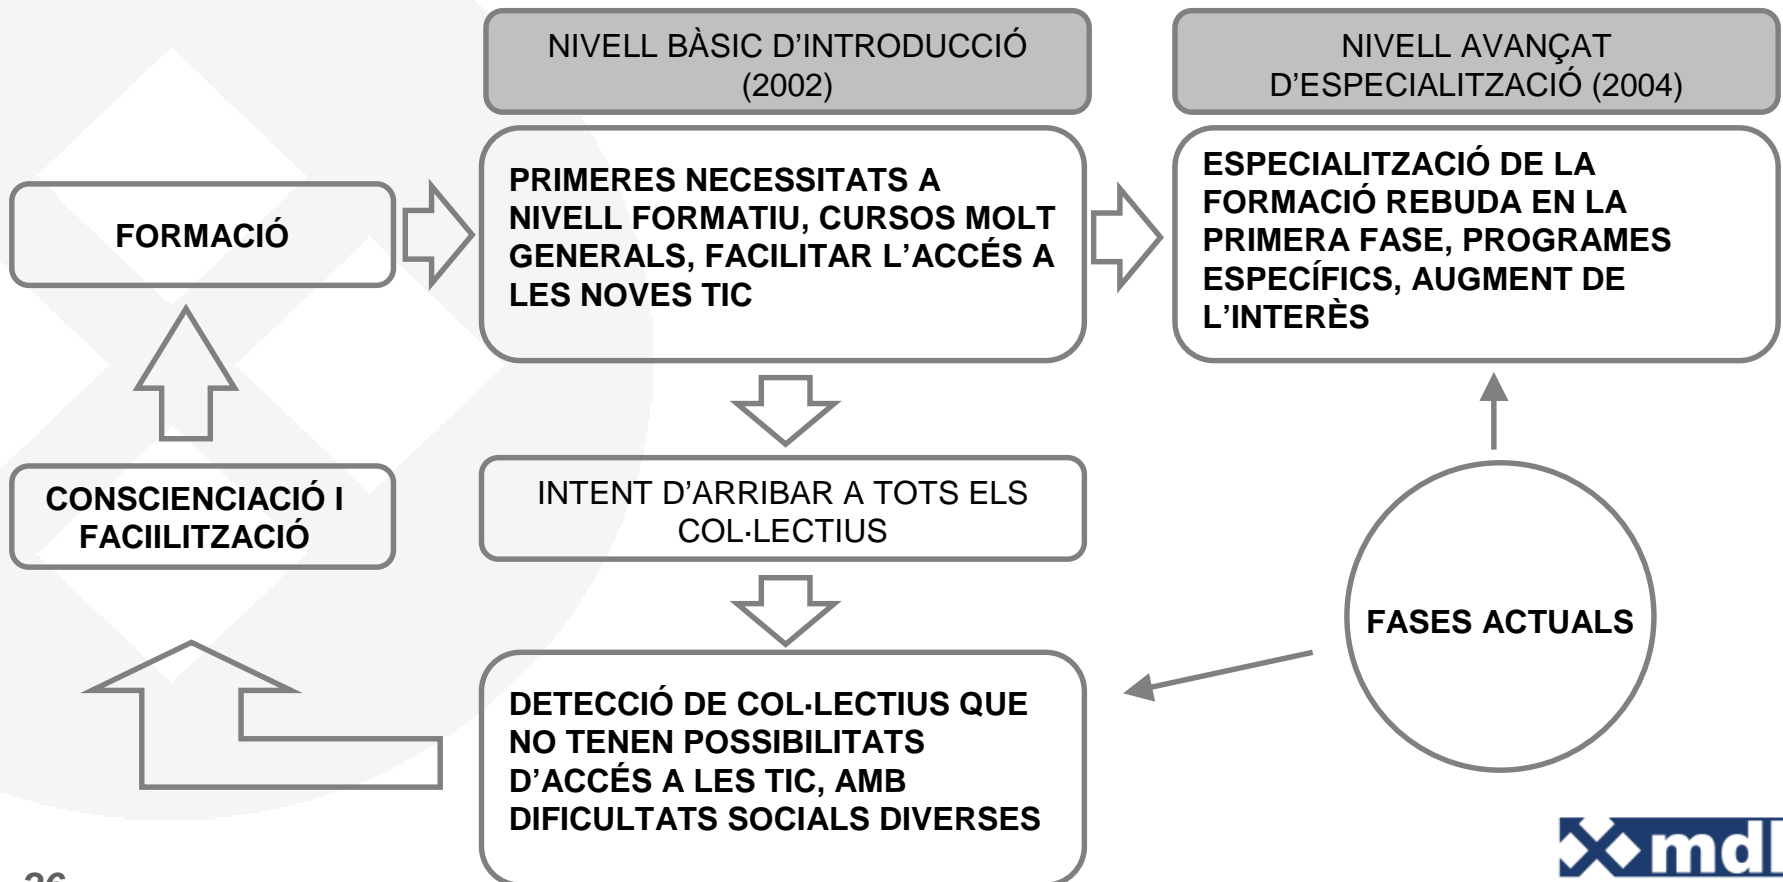 NIVELL BÀSIC D’INTRODUCCIÓ
(2002)
NIVELL AVANÇAT
D’ESPECIALITZACIÓ (2004)
FORMACIÓ
PRIMERES NECESSITATS A
NIVELL FORMATIU, CURSOS MOLT
GENERALS, FACILITAR L’ACCÉS A
LES NOVES TIC
ESPECIALITZACIÓ DE LA
FORMACIÓ REBUDA EN LA
PRIMERA FASE, PROGRAMES
ESPECÍFICS, AUGMENT DE
L’INTERÈS
CONSCIENCIACIÓ I
FACIILITZACIÓ
INTENT D’ARRIBAR A TOTS ELS
COL·LECTIUS
FASES ACTUALS
DETECCIÓ DE COL·LECTIUS QUE
NO TENEN POSSIBILITATS
D’ACCÉS A LES TIC, AMB
DIFICULTATS SOCIALS DIVERSES